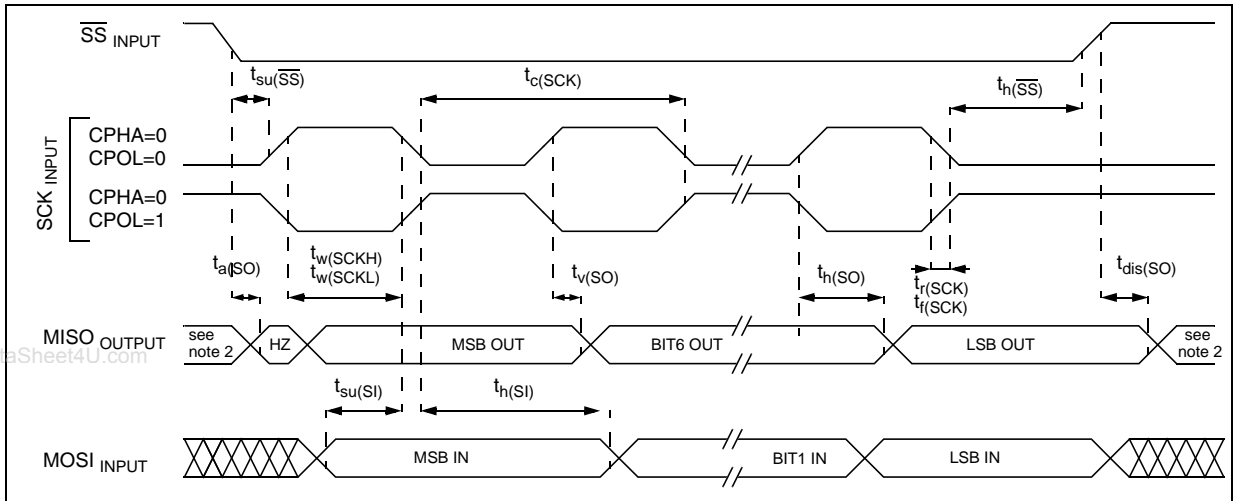 SS INPUT
tsu(SS)
tc(SCK)
th(SS)
SCK INPUT
CPHA=0
CPOL=0
CPHA=0
CPOL=1
ta(SO)
tw(SCKH)
tw(SCKL)
tv(SO)
th(SO)
tr(SCK)
tf(SCK)
tdis(SO)
MISO OUTPUT
see
note 2
HZ
MSB OUT
BIT6 OUT
LSB OUT
see
note 2
taSheet4U.com
tsu(SI)
th(SI)
MOSI INPUT
MSB IN
BIT1 IN
LSB IN